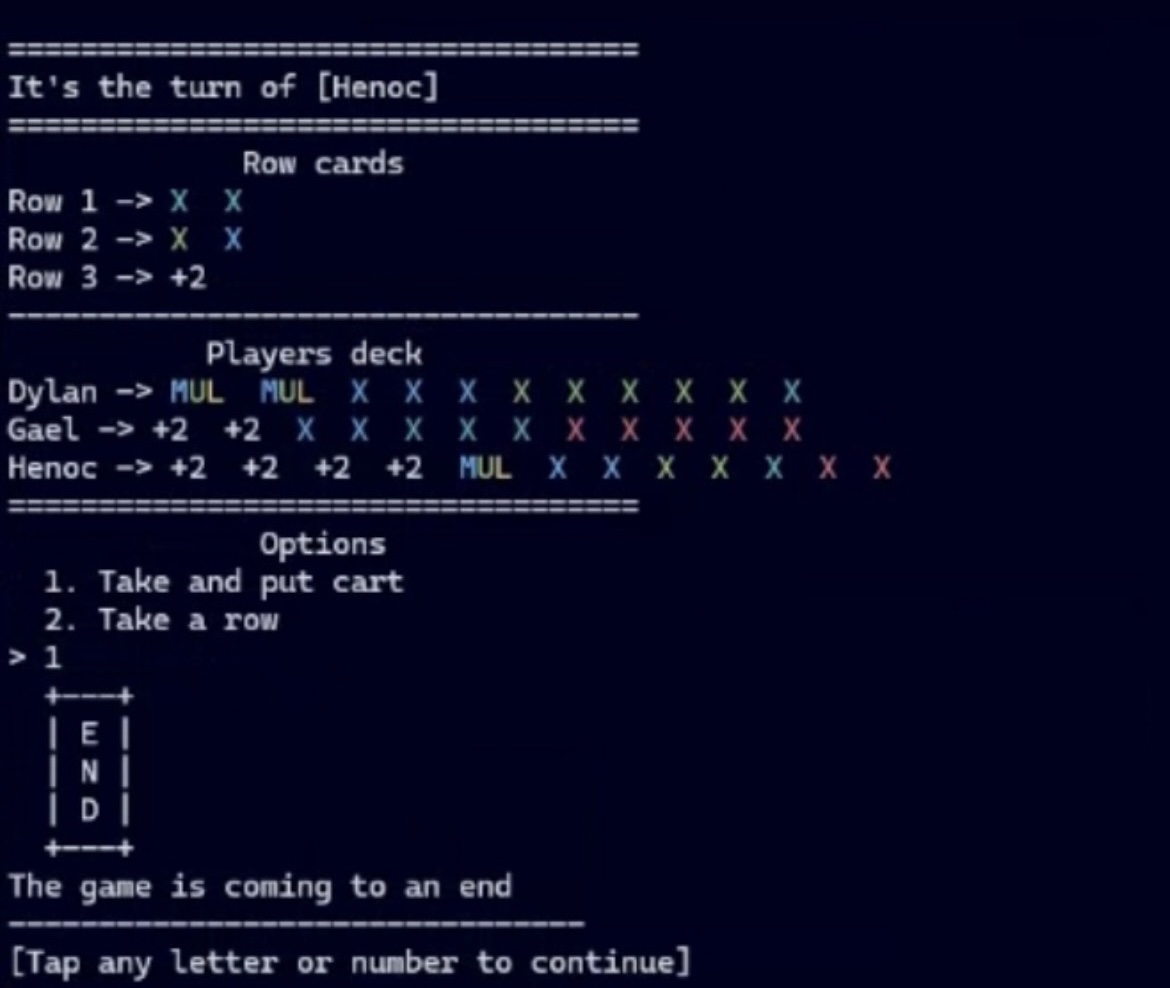 ==================================
It's the turn of [Henoc]
==================================
Row cards
Row 1 -> X X
Row 2 -> X X
Row 3 -> +2
-----------------------------------
Players deck
Dylan -> MUL MUL X X X X X X X X X
Gael -> +2 +2 X X X X X X X X X X
Henoc -> +2 +2 +2 +2 MUL X X X X X X X
==================================
Options
1. Take and put cart
2. Take a row
> 1
+---+
| E |
| N |
| D |
+---+
The game is coming to an end
--------------------------------
[Tap any letter or number to continue]